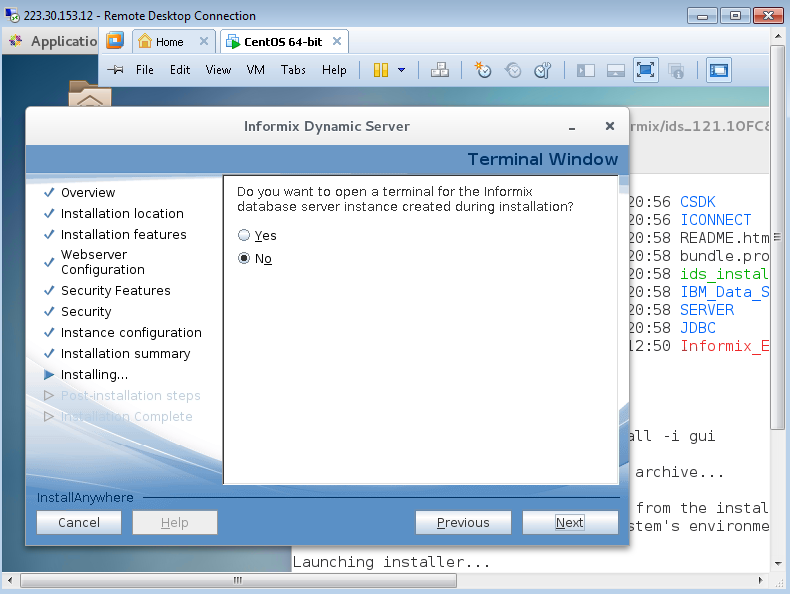 223.30.153.12 - Remote Desktop Connection
Applicatio
Home
CentOS 64-bit
File Edit View VM Tabs Help
Informix Dynamic Server
rmix/ids_121.10FC8
Terminal Window
Overview
Installation location
Installation features
Webserver
Configuration
Security Features
Security
Instance configuration
Installation summary
Installing...
Post-installation steps
Installation Complete
Do you want to open a terminal for the Informix
database server instance created during installation?
Yes
No
20:56 CSDK
20:56 ICONNECT
20:58 README.htm
20:58 bundle.pro
20:58 ids_instal
20:58 IBM_Data_S
20:58 SERVER
20:58 JDBC
12:50 Informix_E
all -i gui
archive...
from the instal
stem's environme
InstallAnywhere
Cancel Help Previous Next
Launching installer...